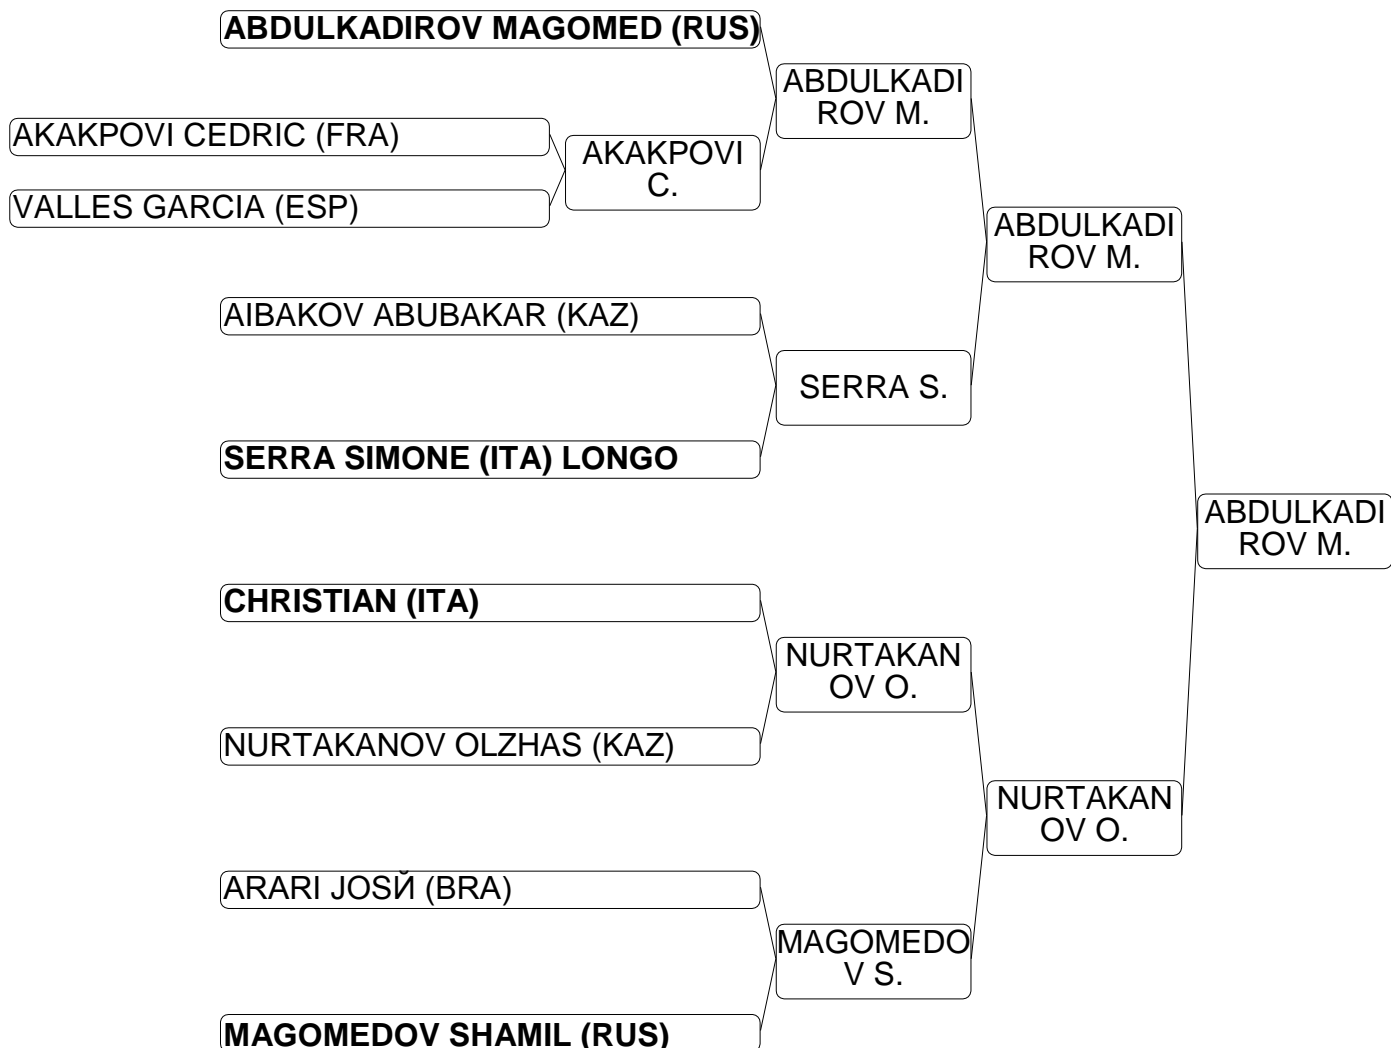 ABDULKADIROV MAGOMED (RUS)
ABDULKADI
ROV M.
AKAKPOVI CEDRIC (FRA)
AKAKPOVI
C.
VALLES GARCIA (ESP)
ABDULKADI
ROV M.
AIBAKOV ABUBAKAR (KAZ)
SERRA S.
SERRA SIMONE (ITA) LONGO
ABDULKADI
ROV M.
CHRISTIAN (ITA)
NURTAKAN
OV O.
NURTAKANOV OLZHAS (KAZ)
NURTAKAN
OV O.
ARARI JOSЙ (BRA)
MAGOMEDO
V S.
MAGOMEDOV SHAMIL (RUS)